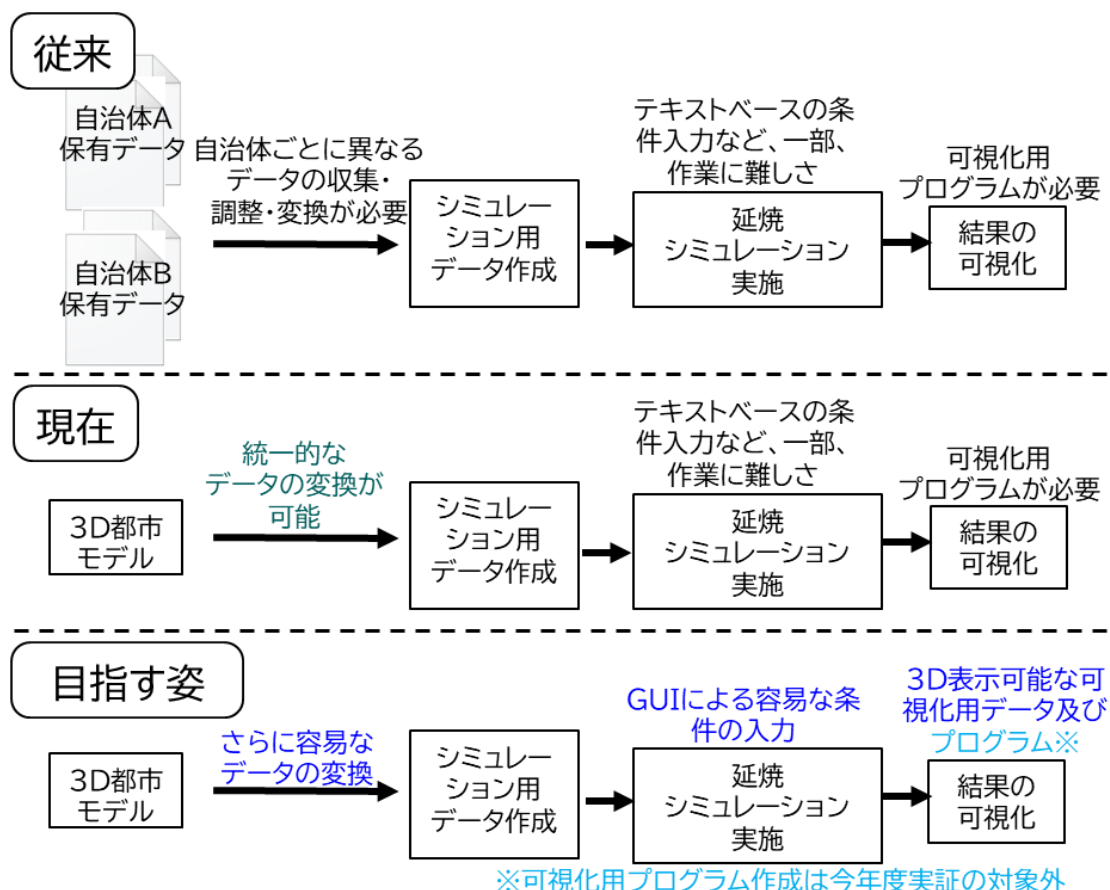 従来
自治体A
保有データ
自治体B
保有データ
自治体ごとに異なる
データの収集・
調整・変換が必要
シミュレー
ション用
データ作成
テキストベースの条
件入力など、一部、
作業に難しさ
延焼
シミュレーション
実施
可視化用
プログラムが必要
結果の
可視化
現在
3D都市
モデル
統一的な
データの変換が
可能
シミュレー
ション用
データ作成
テキストベースの条
件入力など、一部、
作業に難しさ
延焼
シミュレーション
実施
可視化用
プログラムが必要
結果の
可視化
目指す姿
3D都市
モデル
さらに容易な
データの変換
シミュレー
ション用
データ作成
GUIによる容易な条
件の入力
延焼
シミュレーション
実施
3D表示可能な可
視化用データ及び
プログラム※
結果の
可視化
※可視化用プログラム作成は今年度実証の対象外